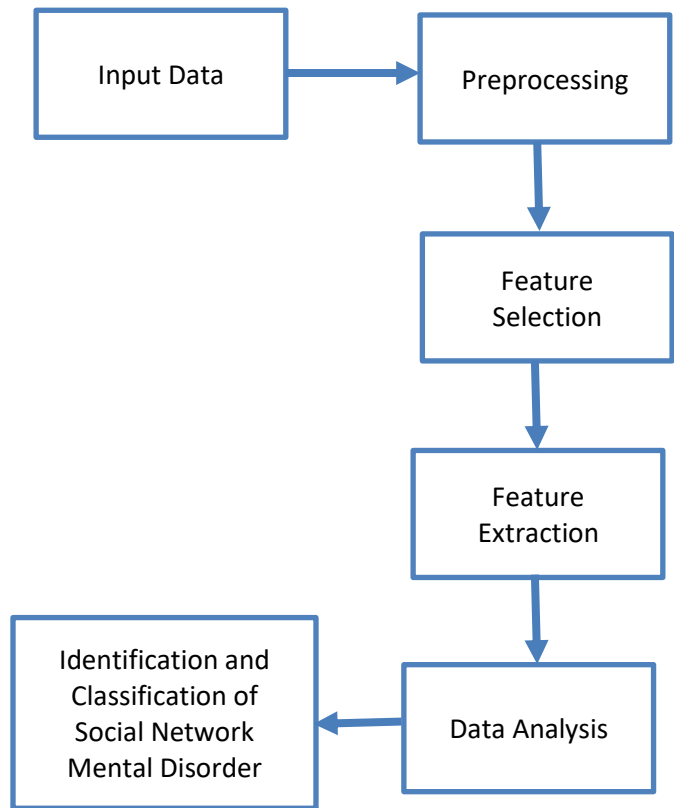 Input Data
Preprocessing
Feature
Selection
Feature
Extraction
Identification and
Classification of
Social Network
Mental Disorder
Data Analysis